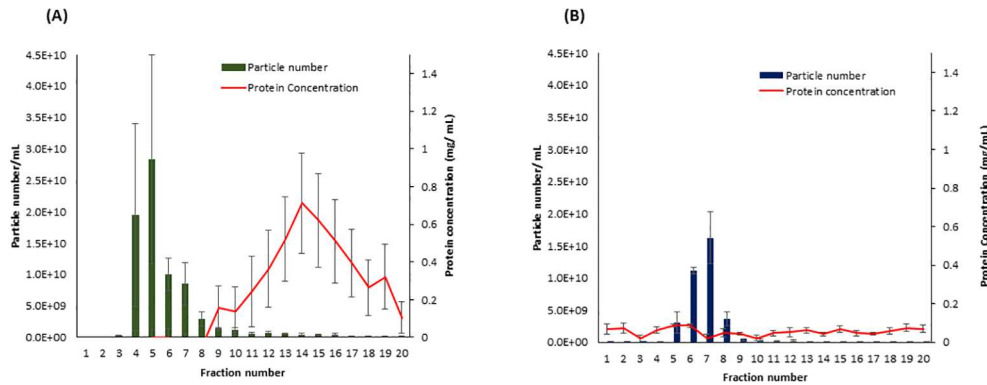 (A)
4.5E+10
4.0E+10
3.5E+10
3.0E+10
2.5E+10
2.0E+10
1.5E+10
1.0E+10
5.0E+09
0.0E+00
Particle number/mL
Particle number
Protein Concentration
1.4
1.2
1
0.8
0.6
0.4
0.2
0
Protein concentration (mg/ mL)
1 2 3 4 5 6 7 8 9 10 11 12 13 14 15 16 17 18 19 20
Fraction number
(B)
4.5E+10
4.0E+10
3.5E+10
3.0E+10
2.5E+10
2.0E+10
1.5E+10
1.0E+10
5.0E+09
0.0E+00
Particle number/ mL
Particle number
Protein concentration
1.4
1.2
1
0.8
0.6
0.4
0.2
0
Protein Concentration (mg/mL)
1 2 3 4 5 6 7 8 9 10 11 12 13 14 15 16 17 18 19 20
Fraction number